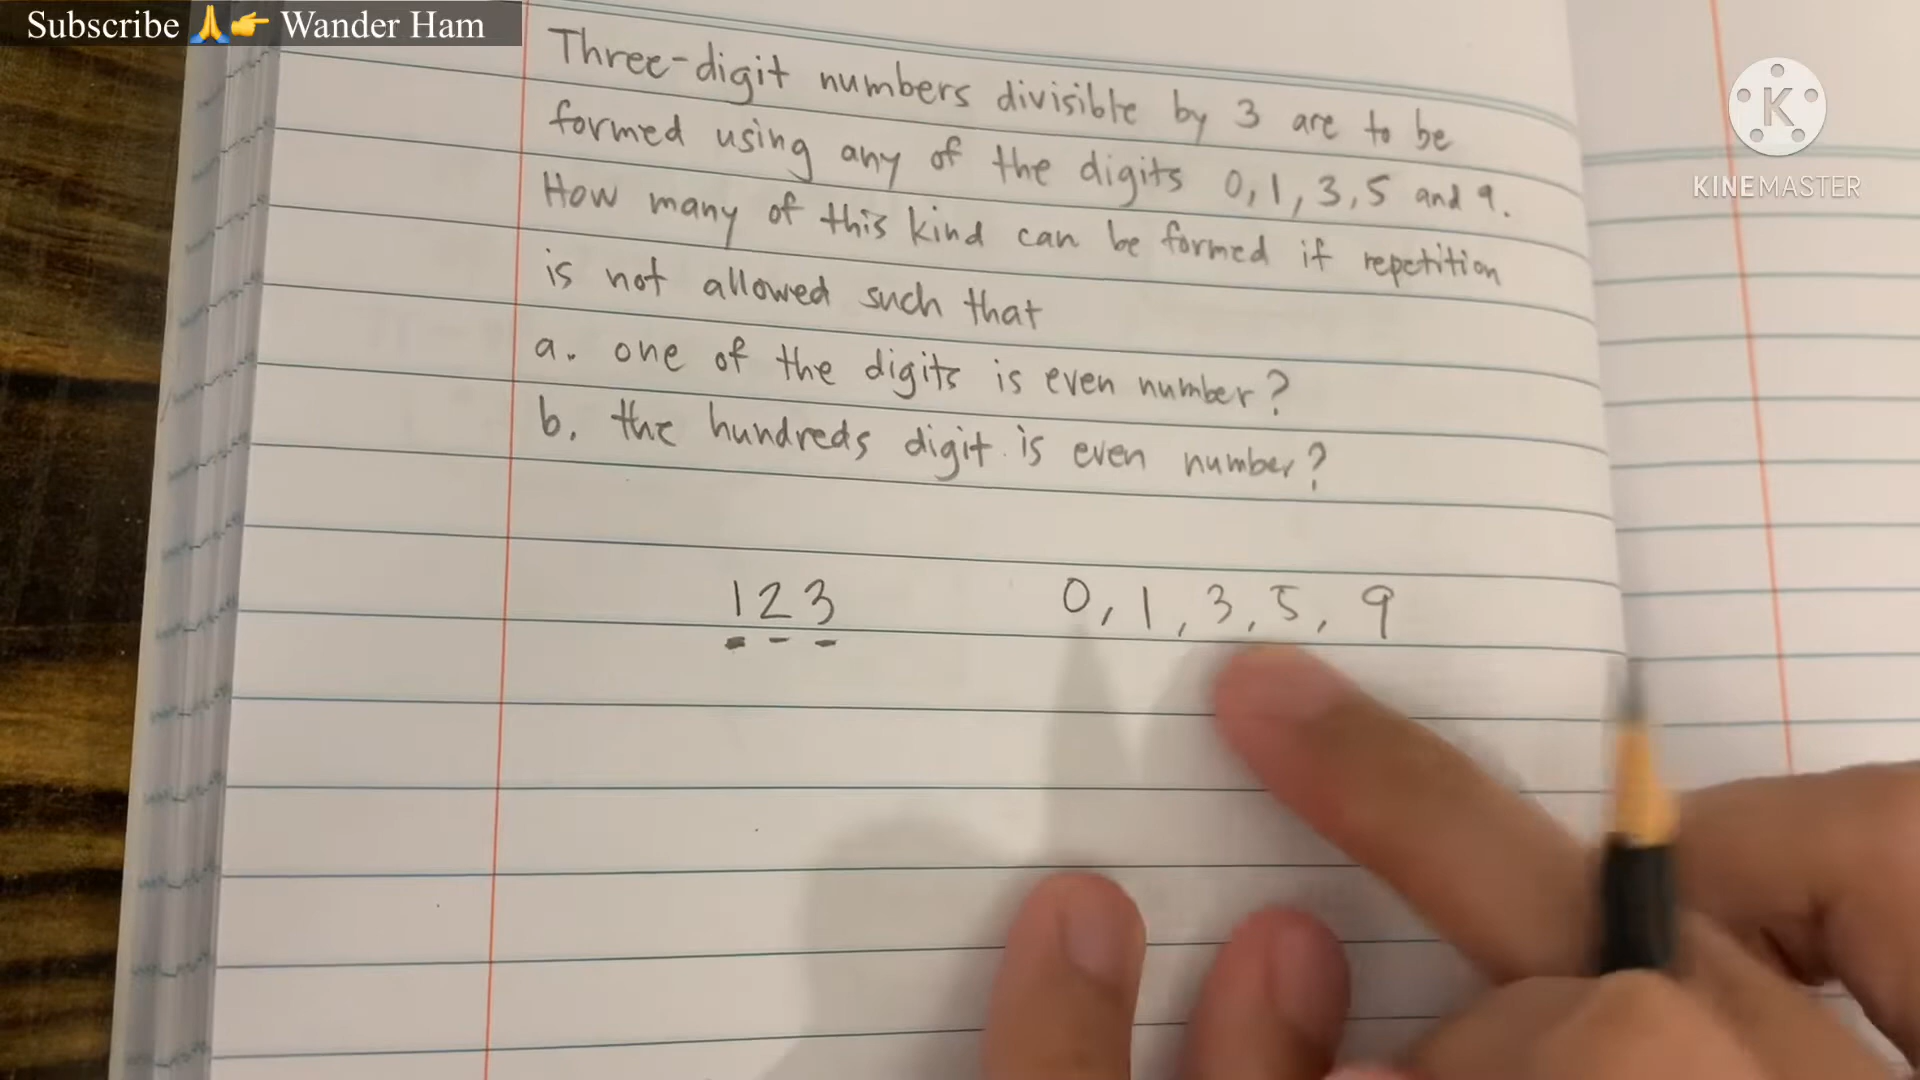 Subscribe 🙏👉 Wander Ham
Three-digit numbers divisible by 3 are to be
formed using any of the digits 0, 1, 3, 5 and 9.
How many of this kind can be formed if repetition
is not allowed such that
a. one of the digits is even number?
b. the hundreds digit is even number?
123 0, 1, 3, 5, 9
K
KINEMASTER